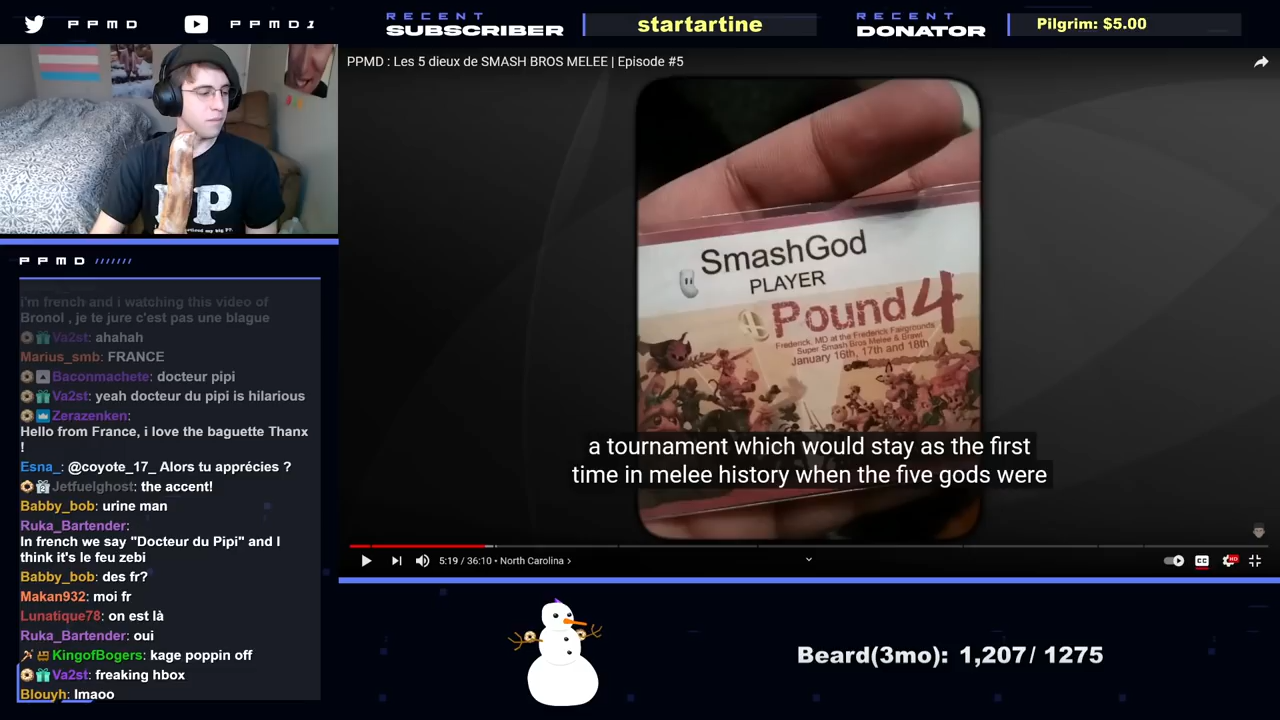 PPMD
PPMD1
RECENT
SUBSCRIBER
startartine
RECENT
DONATOR
Pilgrim: $5.00
PPMD : Les 5 dieux de SMASH BROS MELEE | Episode #5
PP
SmashGod
PLAYER
Pound 4
Frederick, MD at the Frederick Fairgrounds
Super Smash Bros Melee & Brawl
January 16th, 17th and 18th
a tournament which would stay as the first
time in melee history when the five gods were
5:19 / 36:10 • North Carolina >
CC
HD
PPMD ///////
i'm french and i watching this video of
Bronol , je te jure c'est pas une blague
Va2st: ahahah
Marius_smb: FRANCE
Baconmachete: docteur pipi
Va2st: yeah docteur du pipi is hilarious
Zerazenken:
Hello from France, i love the baguette Thanx
!
Esna_: @coyote_17_ Alors tu apprécies ?
Jetfuelghost: the accent!
Babby_bob: urine man
Ruka_Bartender:
In french we say "Docteur du Pipi" and I
think it's le feu zebi
Babby_bob: des fr?
Makan932: moi fr
Lunatique78: on est là
Ruka_Bartender: oui
KingofBogers: kage poppin off
Va2st: freaking hbox
Blouyh: lmaoo
Beard(3mo): 1,207/ 1275